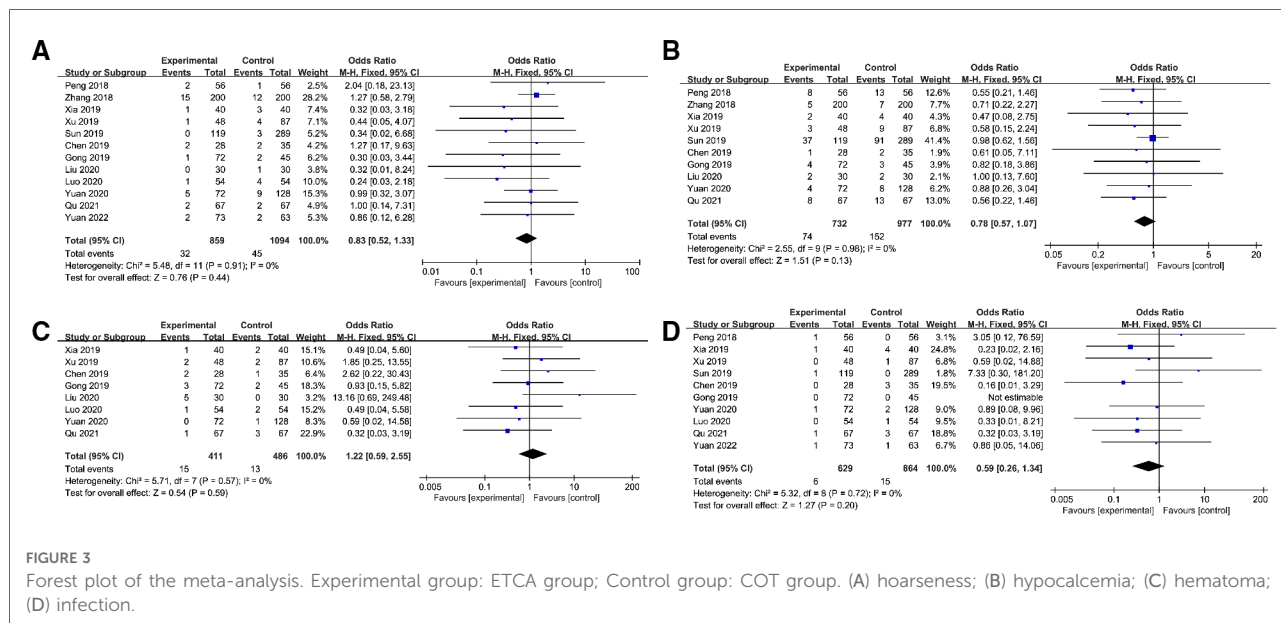 A
Experimental Control Odds Ratio Odds Ratio
Study or Subgroup Events Total Events Total Weight M-H, Fixed, 95% CI M-H, Fixed, 95% CI
Peng 2018 2 56 1 56 2.5% 2.04 [0.18, 23.13]
Zhang 2018 15 200 12 200 28.2% 1.27 [0.58, 2.79]
Xia 2019 1 40 3 40 7.4% 0.32 [0.03, 3.18]
Xu 2019 1 48 4 87 7.1% 0.44 [0.05, 4.07]
Sun 2019 0 119 3 289 5.3% 0.34 [0.02, 6.68]
Chen 2019 2 28 2 35 4.2% 1.27 [0.17, 9.63]
Gong 2019 1 72 2 45 6.2% 0.30 [0.03, 3.44]
Liu 2020 0 30 1 30 3.7% 0.32 [0.01, 8.24]
Luo 2020 1 54 4 54 10.0% 0.24 [0.03, 2.18]
Yuan 2020 5 72 9 128 15.3% 0.99 [0.32, 3.07]
Qu 2021 2 67 2 67 4.9% 1.00 [0.14, 7.31]
Yuan 2022 2 73 2 63 5.3% 0.86 [0.12, 6.28]
Total (95% CI) 859 1094 100.0% 0.83 [0.52, 1.33]
Total events 32 45
Heterogeneity: Chi² = 5.48, df = 11 (P = 0.91); I² = 0%
Test for overall effect: Z = 0.76 (P = 0.44)
0.01 0.1 1 10 100
Favours [experimental] Favours [control]
B
Experimental Control Odds Ratio Odds Ratio
Study or Subgroup Events Total Events Total Weight M-H, Fixed, 95% CI M-H, Fixed, 95% CI
Peng 2018 8 56 13 56 12.6% 0.55 [0.21, 1.46]
Zhang 2018 5 200 7 200 7.8% 0.71 [0.22, 2.27]
Xia 2019 2 40 4 40 4.3% 0.47 [0.08, 2.75]
Xu 2019 3 48 9 87 6.8% 0.58 [0.15, 2.24]
Sun 2019 37 119 91 289 41.4% 0.98 [0.62, 1.56]
Chen 2019 1 28 2 35 1.9% 0.61 [0.05, 7.11]
Gong 2019 4 72 3 45 4.0% 0.82 [0.18, 3.86]
Liu 2020 2 30 2 30 2.1% 1.00 [0.13, 7.60]
Yuan 2020 4 72 8 128 6.2% 0.88 [0.26, 3.04]
Qu 2021 8 67 13 67 12.9% 0.56 [0.22, 1.46]
Total (95% CI) 732 977 100.0% 0.78 [0.57, 1.07]
Total events 74 152
Heterogeneity: Chi² = 2.55, df = 9 (P = 0.98); I² = 0%
Test for overall effect: Z = 1.51 (P = 0.13)
0.05 0.2 1 5 20
Favours [experimental] Favours [control]
C
Experimental Control Odds Ratio Odds Ratio
Study or Subgroup Events Total Events Total Weight M-H, Fixed, 95% CI M-H, Fixed, 95% CI
Xia 2019 1 40 2 40 15.1% 0.49 [0.04, 5.60]
Xu 2019 2 48 2 87 10.6% 1.85 [0.25, 13.55]
Chen 2019 2 28 1 35 6.4% 2.62 [0.22, 30.43]
Gong 2019 3 72 2 45 18.3% 0.93 [0.15, 5.82]
Liu 2020 5 30 0 30 3.2% 13.16 [0.69, 249.48]
Luo 2020 1 54 2 54 15.2% 0.49 [0.04, 5.58]
Yuan 2020 0 72 1 128 8.4% 0.59 [0.02, 14.58]
Qu 2021 1 67 3 67 22.9% 0.32 [0.03, 3.19]
Total (95% CI) 411 486 100.0% 1.22 [0.59, 2.55]
Total events 15 13
Heterogeneity: Chi² = 5.71, df = 7 (P = 0.57); I² = 0%
Test for overall effect: Z = 0.54 (P = 0.59)
0.005 0.1 1 10 200
Favours [experimental] Favours [control]
D
Experimental Control Odds Ratio Odds Ratio
Study or Subgroup Events Total Events Total Weight M-H, Fixed, 95% CI M-H, Fixed, 95% CI
Peng 2018 1 56 0 56 3.1% 3.05 [0.12, 76.59]
Xia 2019 1 40 4 40 24.8% 0.23 [0.02, 2.16]
Xu 2019 0 48 1 87 6.7% 0.59 [0.02, 14.88]
Sun 2019 1 119 0 289 1.8% 7.33 [0.30, 181.20]
Chen 2019 0 28 3 35 19.5% 0.16 [0.01, 3.29]
Gong 2019 0 72 0 45 Not estimable
Yuan 2020 1 72 2 128 9.0% 0.89 [0.08, 9.96]
Luo 2020 0 54 1 54 9.4% 0.33 [0.01, 8.21]
Qu 2021 1 67 3 67 18.8% 0.32 [0.03, 3.19]
Yuan 2022 1 73 1 63 6.8% 0.86 [0.05, 14.06]
Total (95% CI) 629 864 100.0% 0.59 [0.26, 1.34]
Total events 6 15
Heterogeneity: Chi² = 5.32, df = 8 (P = 0.72); I² = 0%
Test for overall effect: Z = 1.27 (P = 0.20)
0.005 0.1 1 10 200
Favours [experimental] Favours [control]
FIGURE 3
Forest plot of the meta-analysis. Experimental group: ETCA group; Control group: COT group. (A) hoarseness; (B) hypocalcemia; (C) hematoma;
(D) infection.